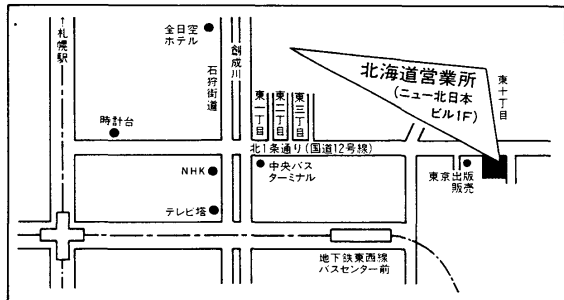 ↑札幌駅
全日空
ホテル
創成川
石狩街道
北海道営業所
(ニュー北日本
ビル1F)
東十丁目
東一丁目
東二丁目
東三丁目
時計台
北1条通り(国道12号線)
中央バス
ターミナル
NHK
東京出版
販売
テレビ塔
地下鉄東西線
バスセンター前